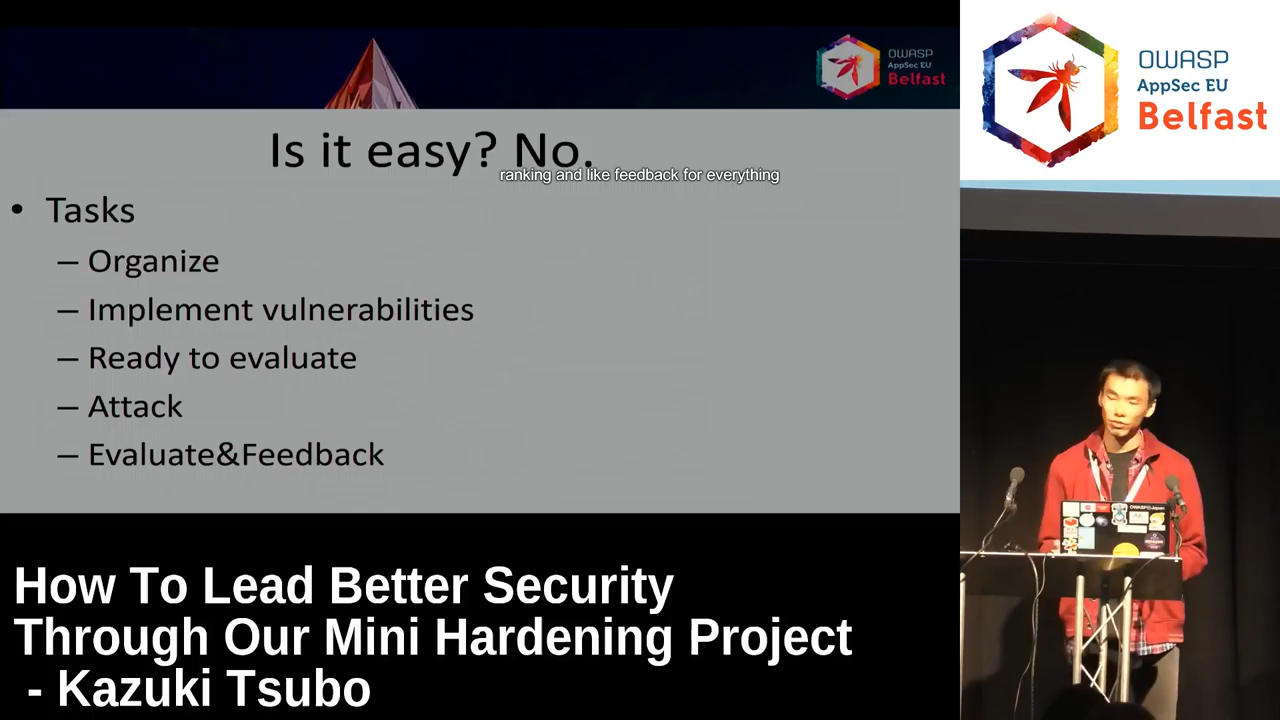 OWASP
AppSec EU
Belfast
Is it easy? No.
ranking and like feedback for everything
• Tasks
– Organize
– Implement vulnerabilities
– Ready to evaluate
– Attack
– Evaluate&Feedback
How To Lead Better Security
Through Our Mini Hardening Project
- Kazuki Tsubo
OWASP
AppSec EU
Belfast